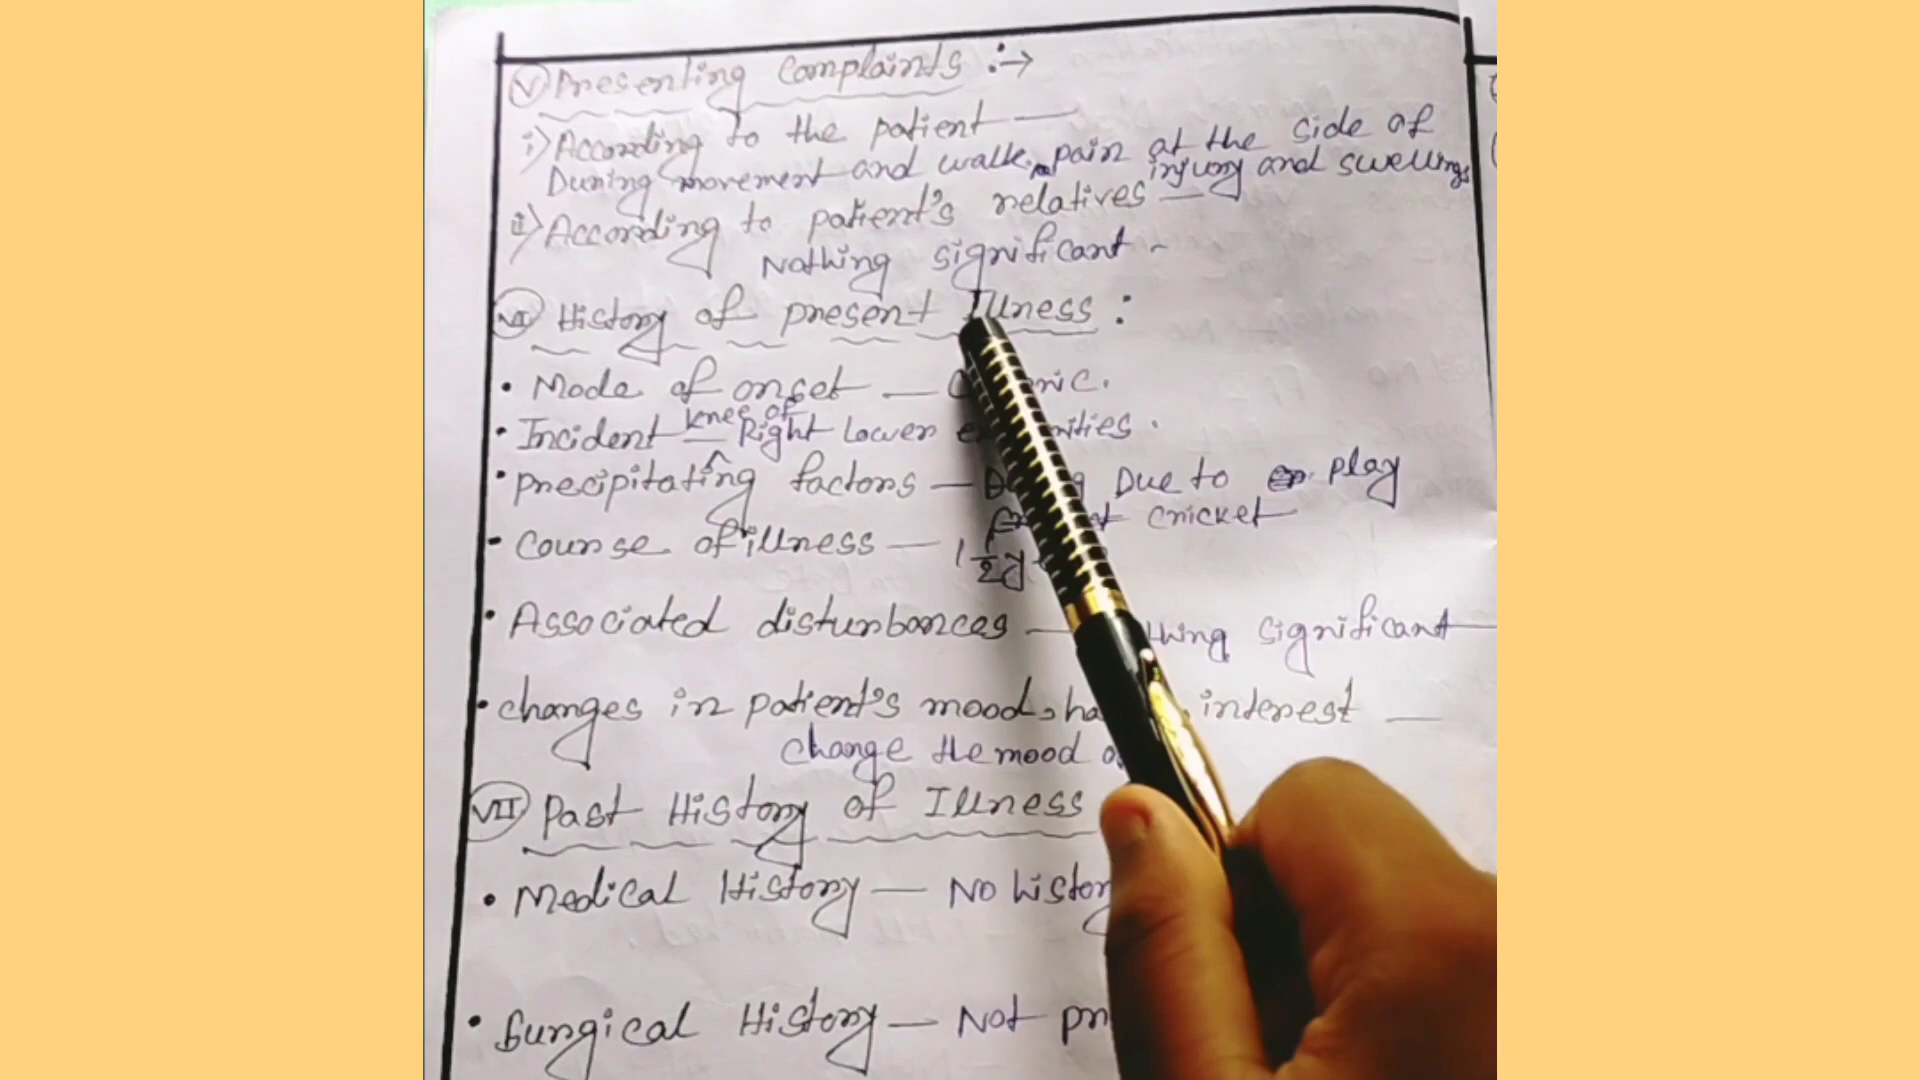 (V) Presenting Complaints :→
i) According to the patient —
During movement and walk, pain at the side of
injury and swellings
ii) According to patient's relatives —
Nothing significant -
(VI) History of present Illness :
• Mode of onset —
• Incident — knee of Right Lower
• Precipitating factors — Due to play
cricket
• Course of illness — 1 1/2
• Associated disturbances — significant
• changes in patient's mood, interest —
change the mood
(VII) Past History of Illness
• Medical History — No history
• Surgical History — Not